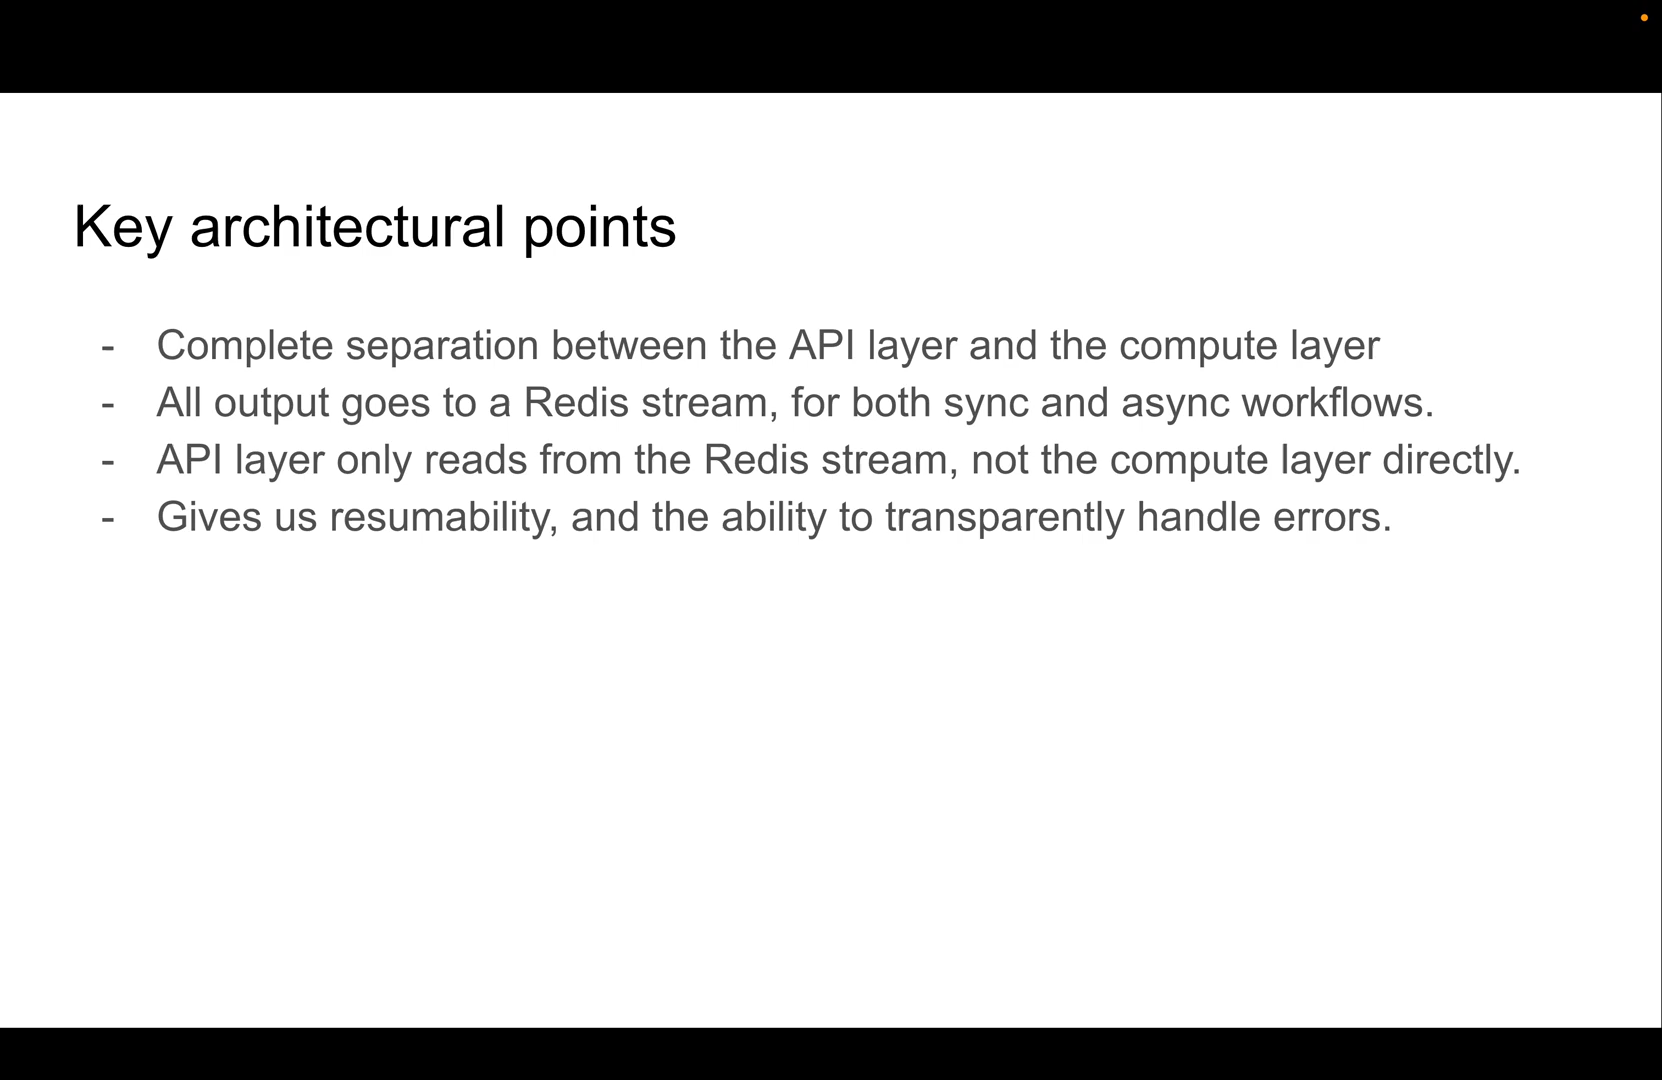 Key architectural points
- Complete separation between the API layer and the compute layer
- All output goes to a Redis stream, for both sync and async workflows.
- API layer only reads from the Redis stream, not the compute layer directly.
- Gives us resumability, and the ability to transparently handle errors.